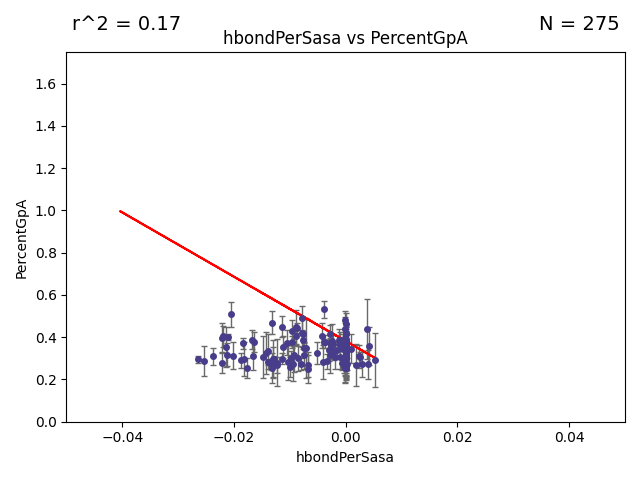 r^2 = 0.17
N = 275
hbondPerSasa vs PercentGpA
1.6
1.4
1.2
1.0
0.8
0.6
0.4
0.2
0.0
PercentGpA
−0.04
−0.02
0.00
0.02
0.04
hbondPerSasa